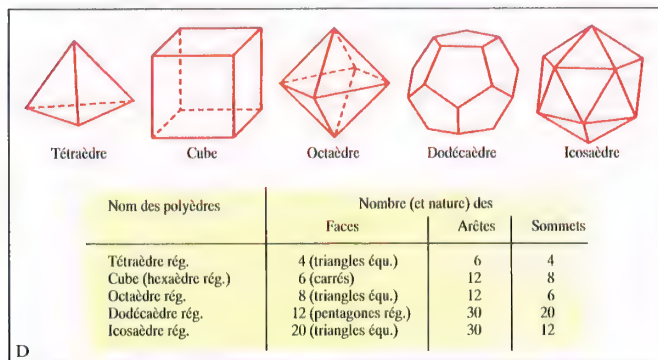 Tétraèdre Cube Octaèdre Dodécaèdre Icosaèdre
Nom des polyèdres Nombre (et nature) des
Faces Arêtes Sommets
Tétraèdre rég. 4 (triangles équ.) 6 4
Cube (hexaèdre rég.) 6 (carrés) 12 8
Octaèdre rég. 8 (triangles équ.) 12 6
Dodécaèdre rég. 12 (pentagones rég.) 30 20
Icosaèdre rég. 20 (triangles équ.) 30 12
D